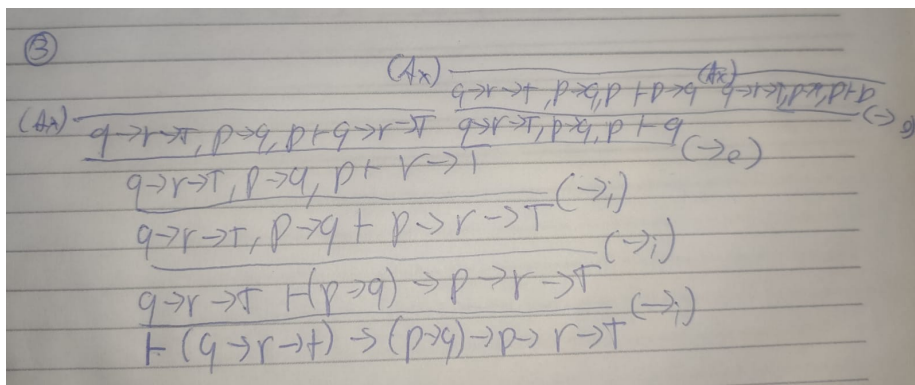 ③
(Ax) (Ax)
q→r→t, p→q, p ⊢ p→q q→r→t, p→q, p ⊢ p
(Ax) (→e)
q→r→t, p→q, p ⊢ q→r→t q→r→t, p→q, p ⊢ q
(→e)
q→r→t, p→q, p ⊢ r→t
(→i)
q→r→t, p→q ⊢ p→r→t
(→i)
q→r→t ⊢ (p→q)→p→r→t
(→i)
⊢ (q→r→t)→(p→q)→p→r→t